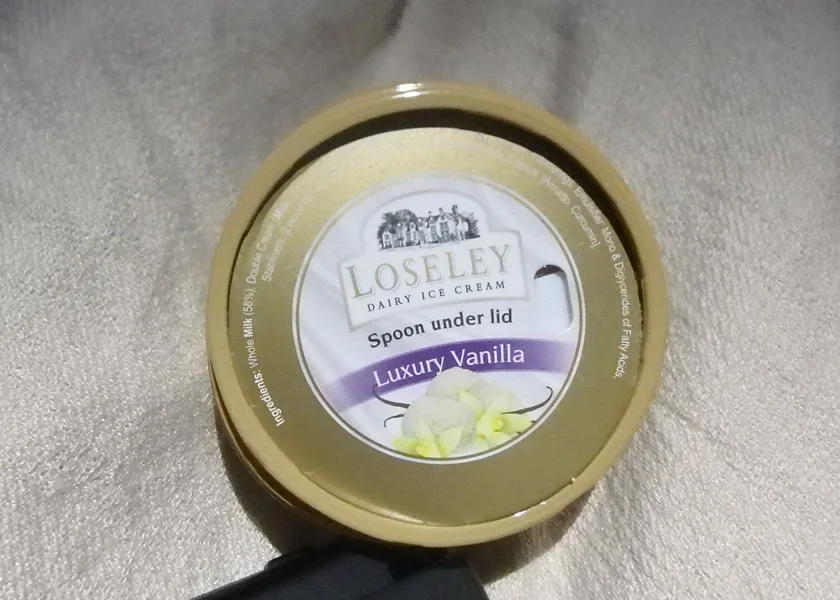 LOSELEY
DAIRY ICE CREAM
Spoon under lid
Luxury Vanilla
Ingredients: Whole Milk (58%), Double Cream
Stabilisers
Emulsifier Mono & Diglycerides of Fatty Acids,
Curcumin)